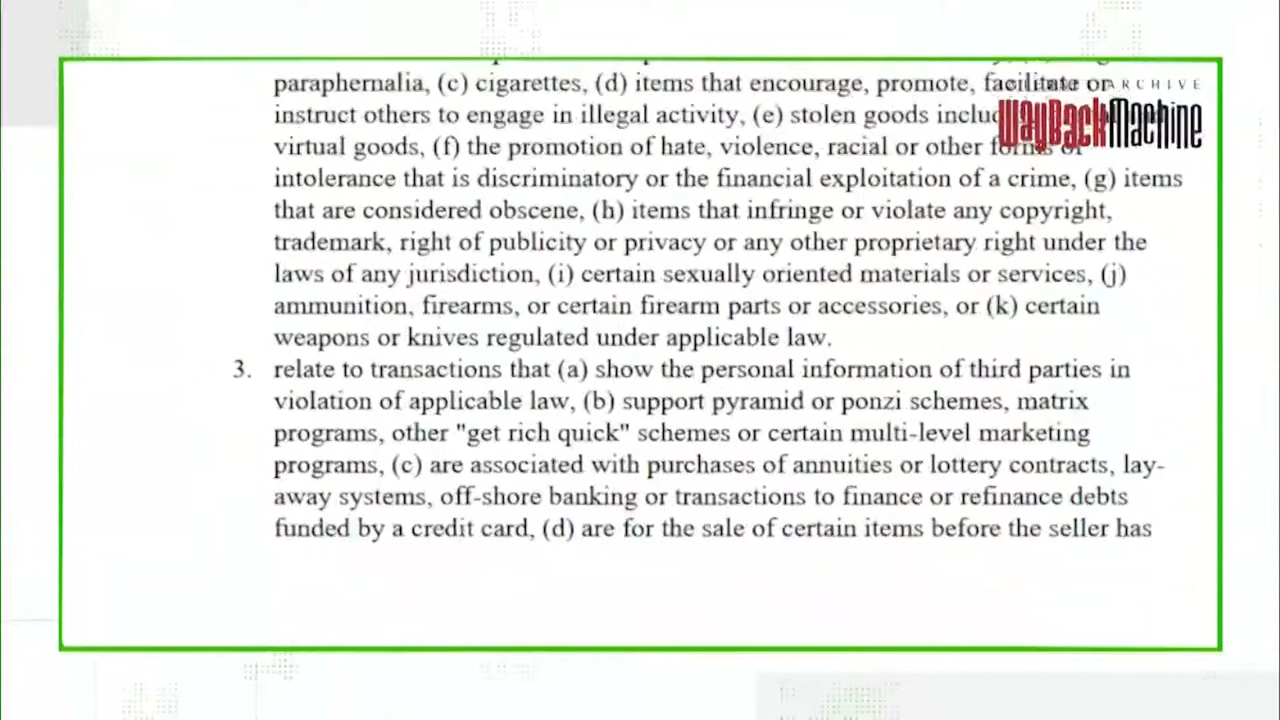 paraphernalia, (c) cigarettes, (d) items that encourage, promote, facilitate or
ARCHIVE
instruct others to engage in illegal activity, (e) stolen goods
WayBackMachine
virtual goods, (f) the promotion of hate, violence, racial or other forms of
intolerance that is discriminatory or the financial exploitation of a crime, (g) items
that are considered obscene, (h) items that infringe or violate any copyright,
trademark, right of publicity or privacy or any other proprietary right under the
laws of any jurisdiction, (i) certain sexually oriented materials or services, (j)
ammunition, firearms, or certain firearm parts or accessories, or (k) certain
weapons or knives regulated under applicable law.
3. relate to transactions that (a) show the personal information of third parties in
violation of applicable law, (b) support pyramid or ponzi schemes, matrix
programs, other "get rich quick" schemes or certain multi-level marketing
programs, (c) are associated with purchases of annuities or lottery contracts, lay-
away systems, off-shore banking or transactions to finance or refinance debts
funded by a credit card, (d) are for the sale of certain items before the seller has